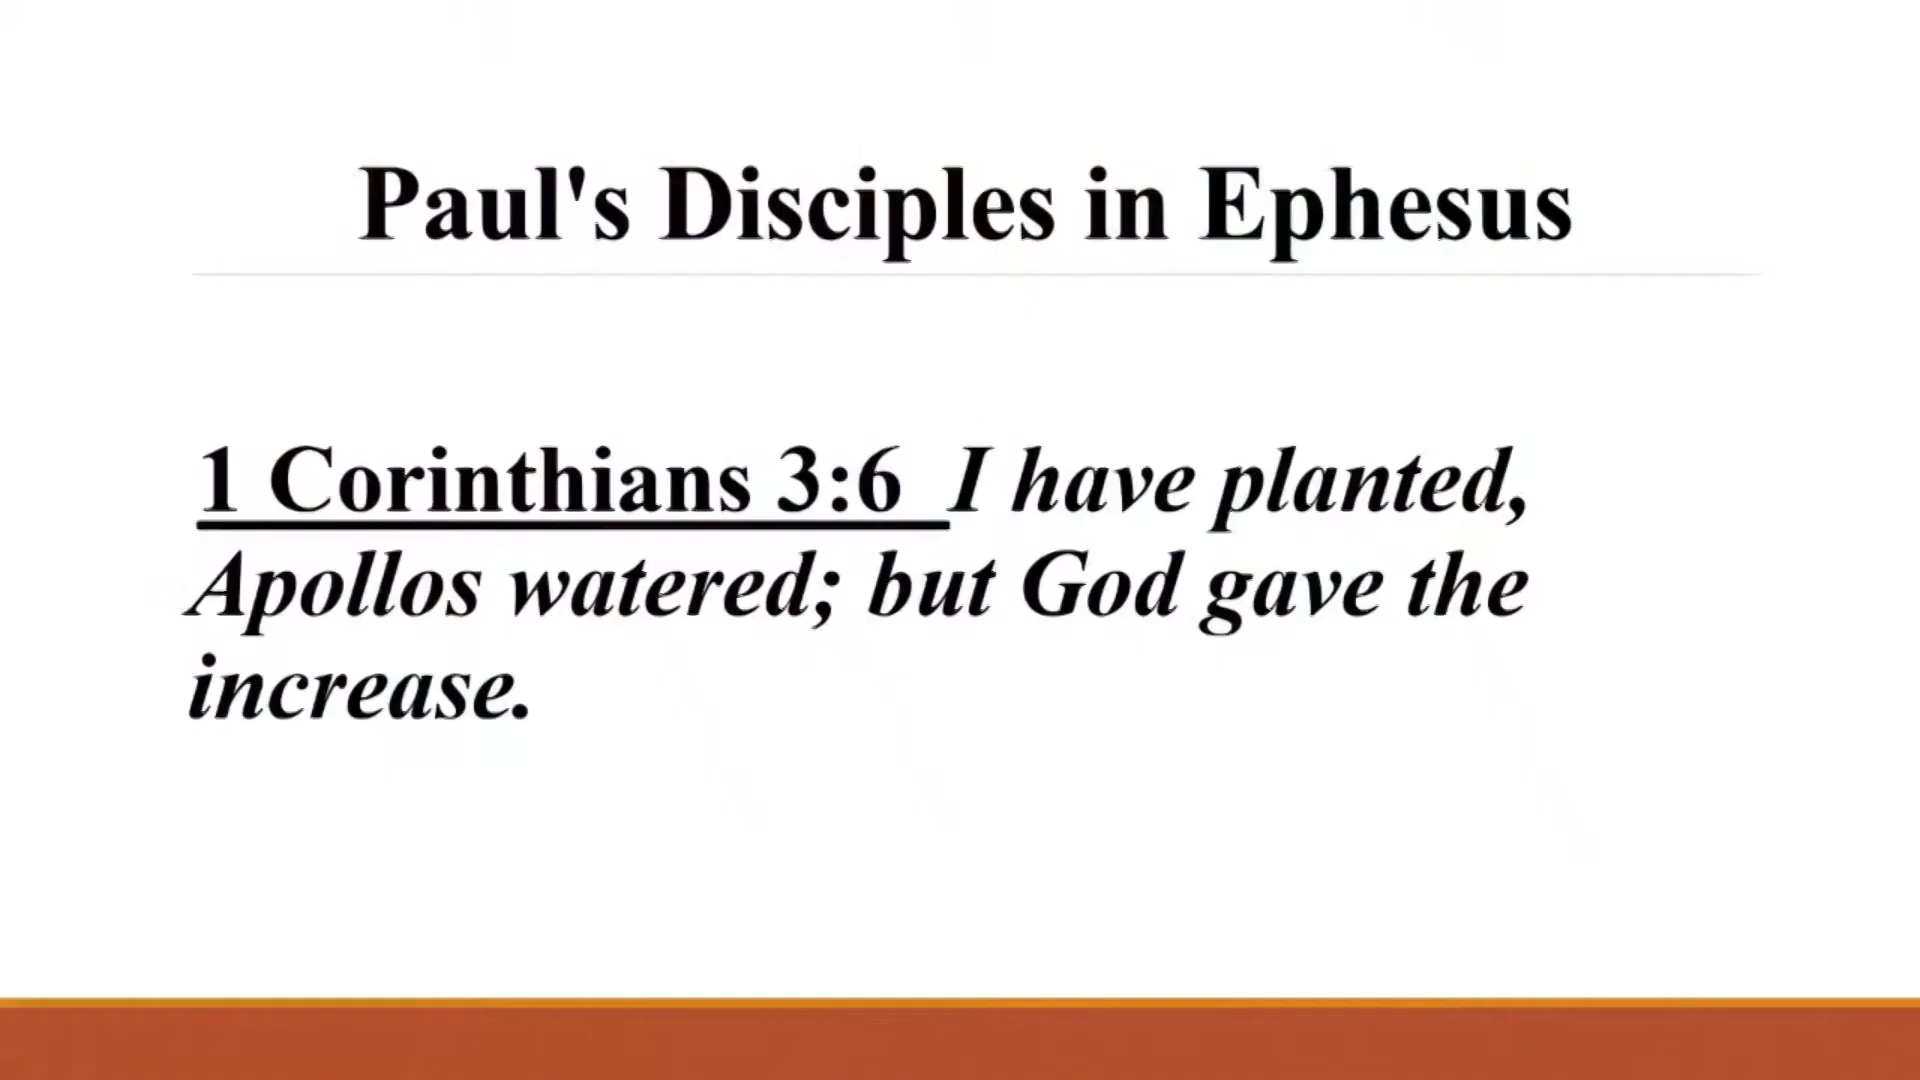 Paul's Disciples in Ephesus
1 Corinthians 3:6  I have planted,
Apollos watered; but God gave the
increase.